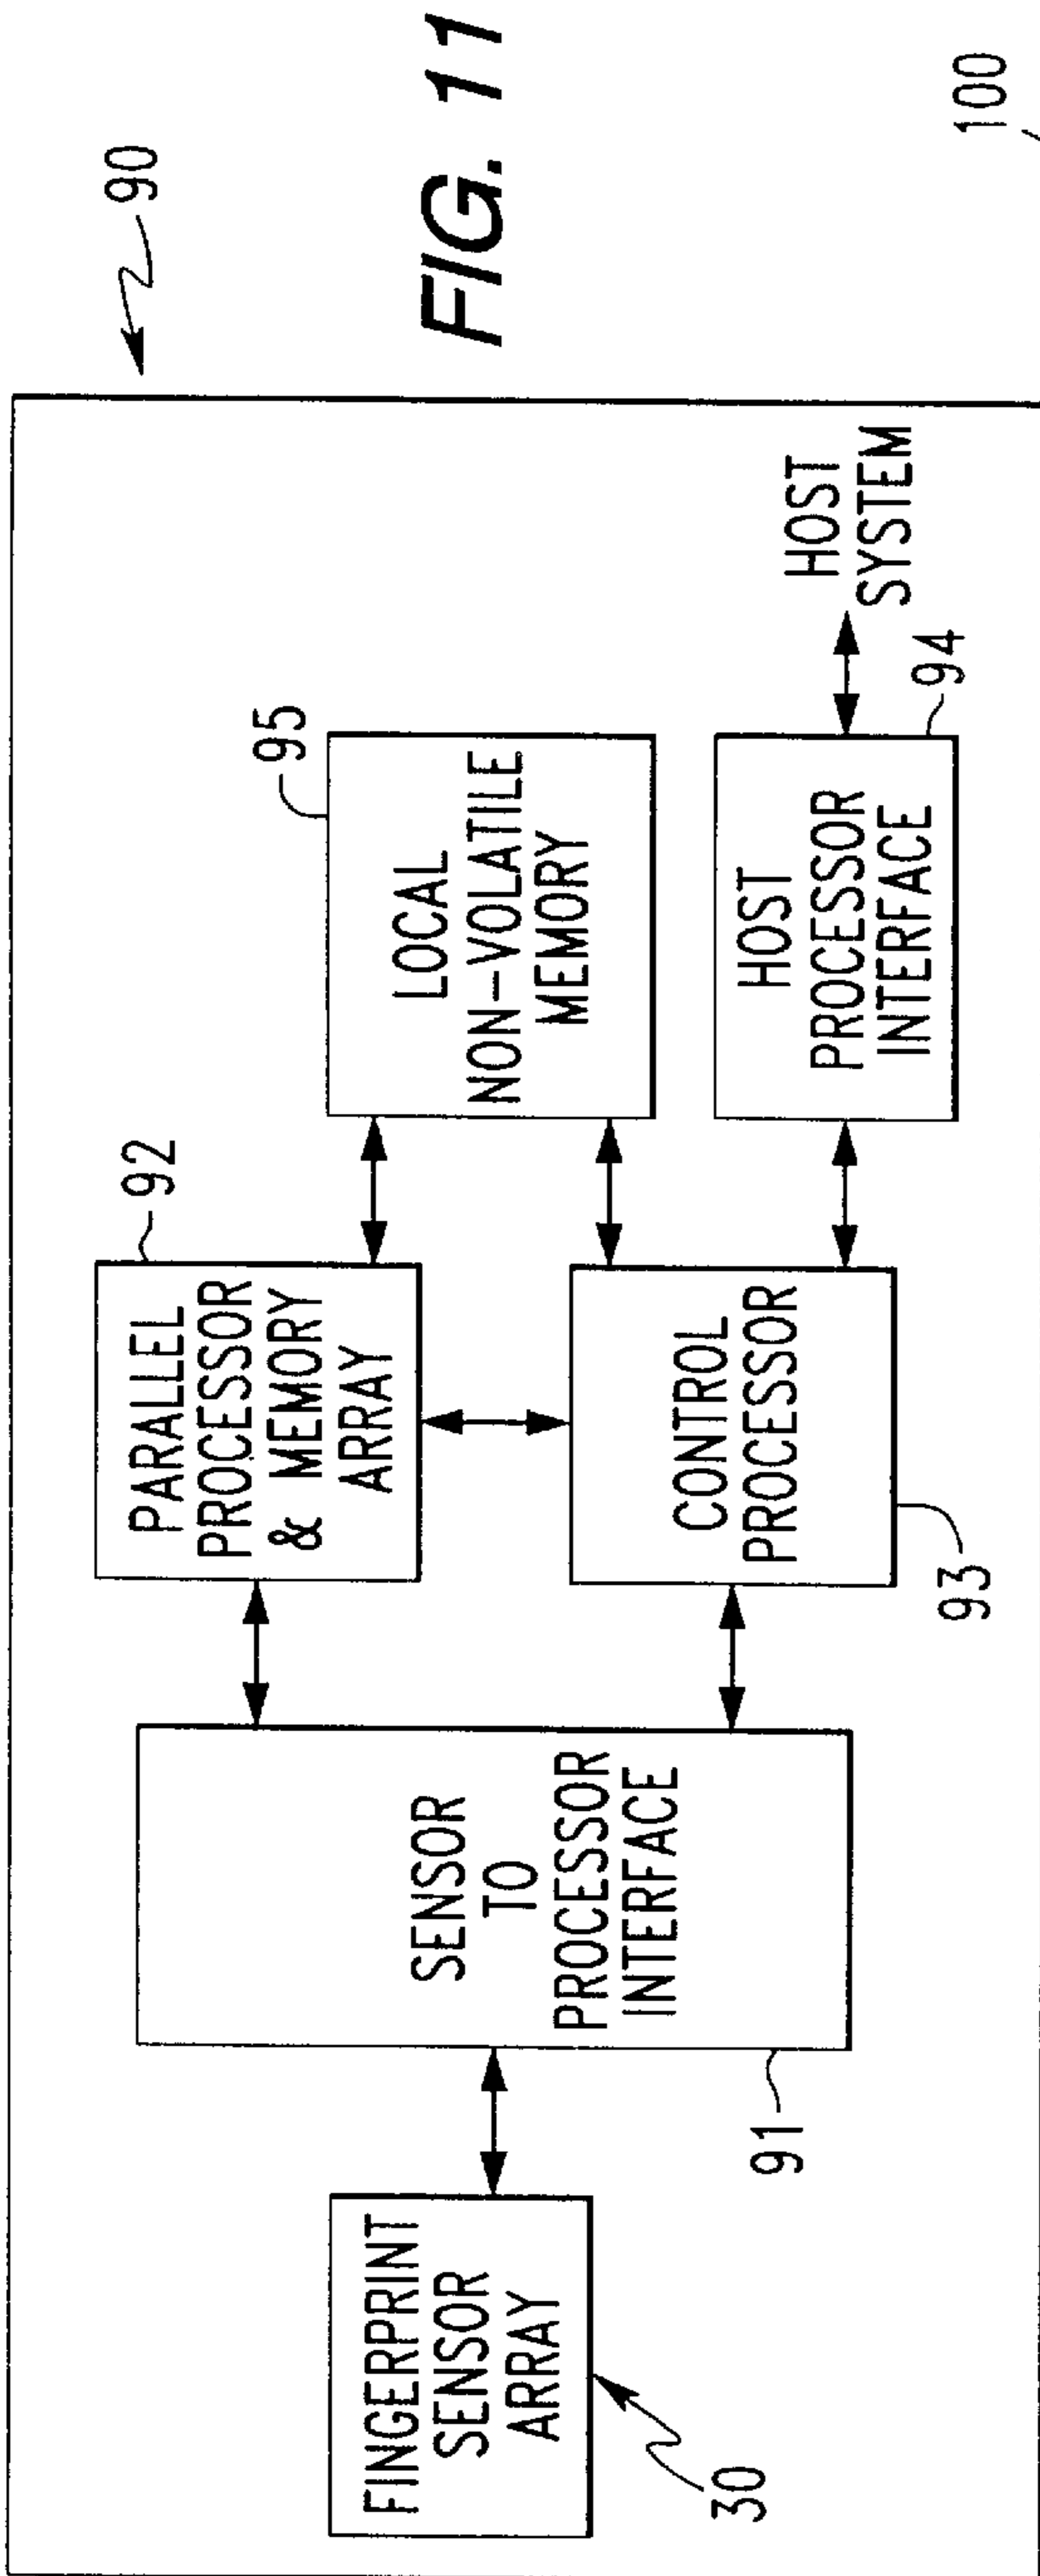 FINGERPRINT
SENSOR
ARRAY
30
SENSOR
TO
PROCESSOR
INTERFACE
91
PARALLEL
PROCESSOR
& MEMORY
ARRAY
92
CONTROL
PROCESSOR
93
LOCAL
NON-VOLATILE
MEMORY
95
HOST
PROCESSOR
INTERFACE
94
HOST
SYSTEM
90
FIG. 11
100